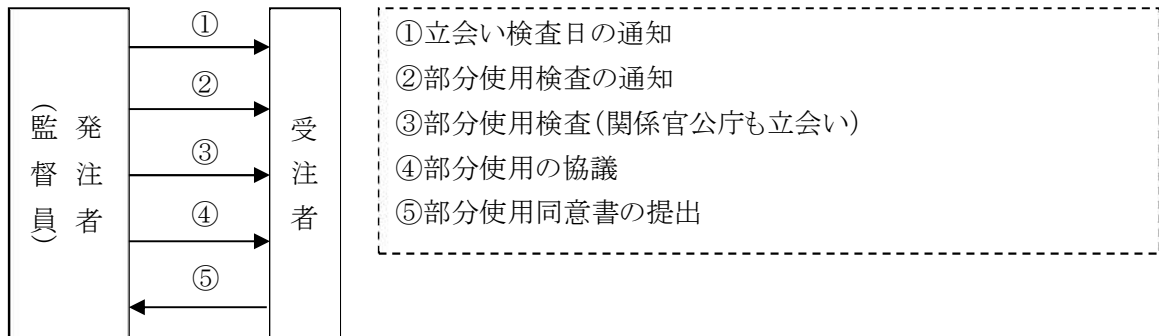 発注者
（監督員）
①
②
③
④
⑤
受注者
①立会い検査日の通知
②部分使用検査の通知
③部分使用検査（関係官公庁も立会い）
④部分使用の協議
⑤部分使用同意書の提出